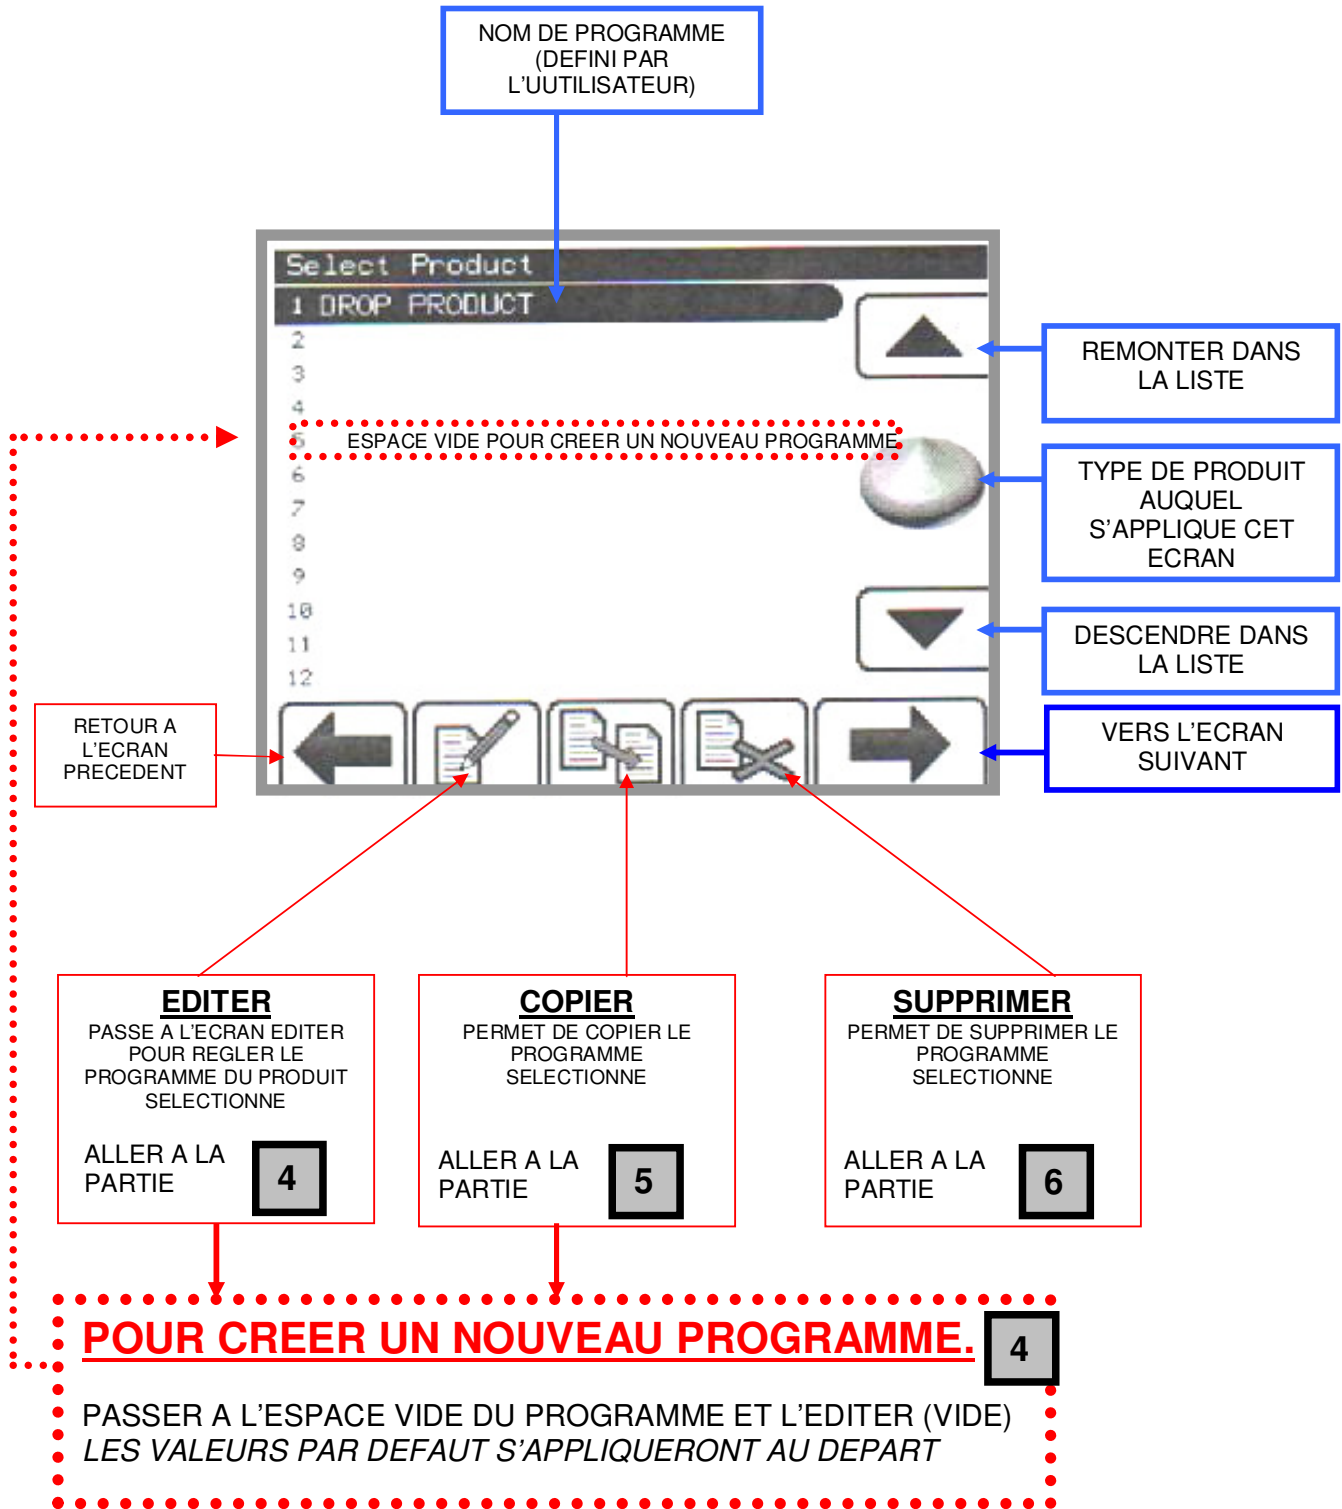 NOM DE PROGRAMME
(DEFINI PAR
L'UUTILISATEUR)
Select Product
1 DROP PRODUCT
2
3
4
5 ESPACE VIDE POUR CREER UN NOUVEAU PROGRAMME
6
7
8
9
10
11
12
REMONTER DANS
LA LISTE
TYPE DE PRODUIT
AUQUEL
S'APPLIQUE CET
ECRAN
DESCENDRE DANS
LA LISTE
VERS L'ECRAN
SUIVANT
RETOUR A
L'ECRAN
PRECEDENT
EDITER
PASSE A L'ECRAN EDITER
POUR REGLER LE
PROGRAMME DU PRODUIT
SELECTIONNE
ALLER A LA
PARTIE
4
COPIER
PERMET DE COPIER LE
PROGRAMME
SELECTIONNE
ALLER A LA
PARTIE
5
SUPPRIMER
PERMET DE SUPPRIMER LE
PROGRAMME
SELECTIONNE
ALLER A LA
PARTIE
6
POUR CREER UN NOUVEAU PROGRAMME.
4
PASSER A L'ESPACE VIDE DU PROGRAMME ET L'EDITER (VIDE)
LES VALEURS PAR DEFAUT S'APPLIQUERONT AU DEPART